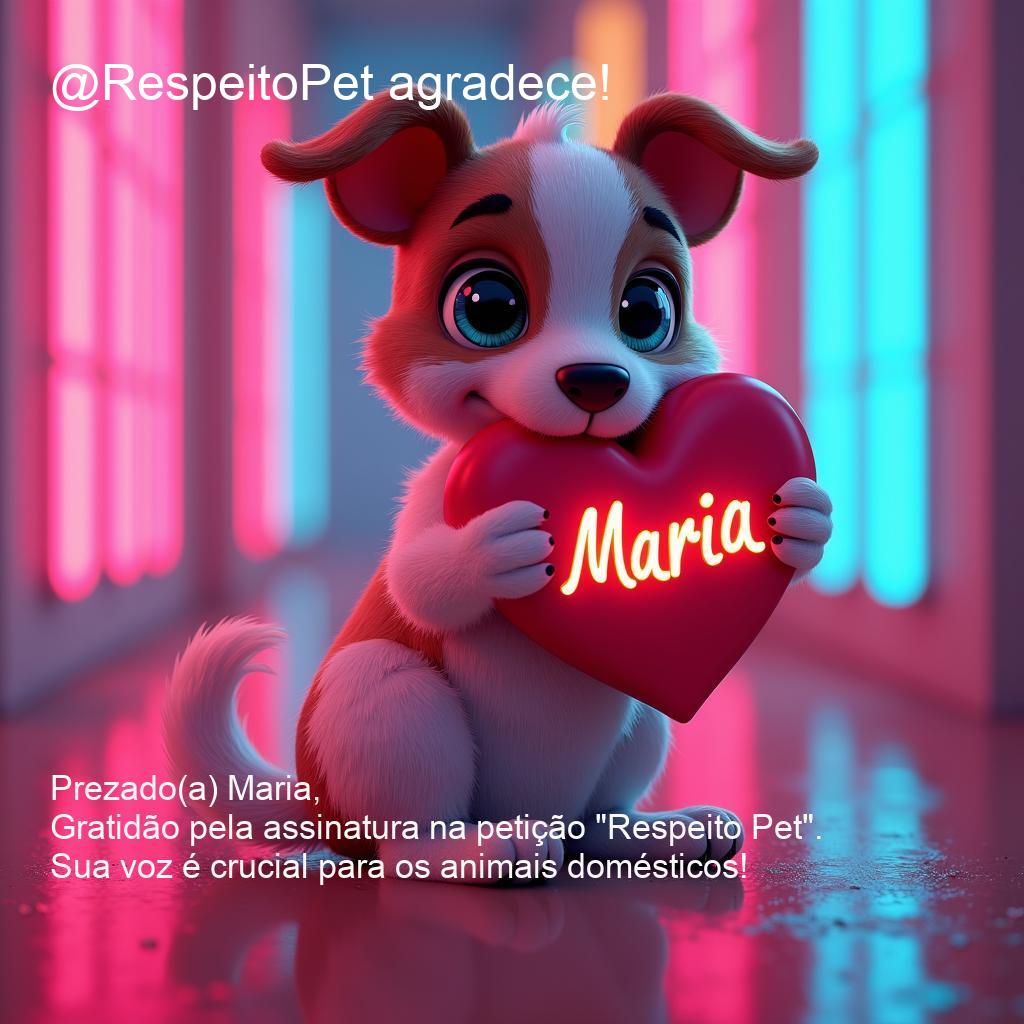 @RespeitoPet agradece!
Maria
Prezado(a) Maria,
Gratidão pela assinatura na petição "Respeito Pet".
Sua voz é crucial para os animais domésticos!